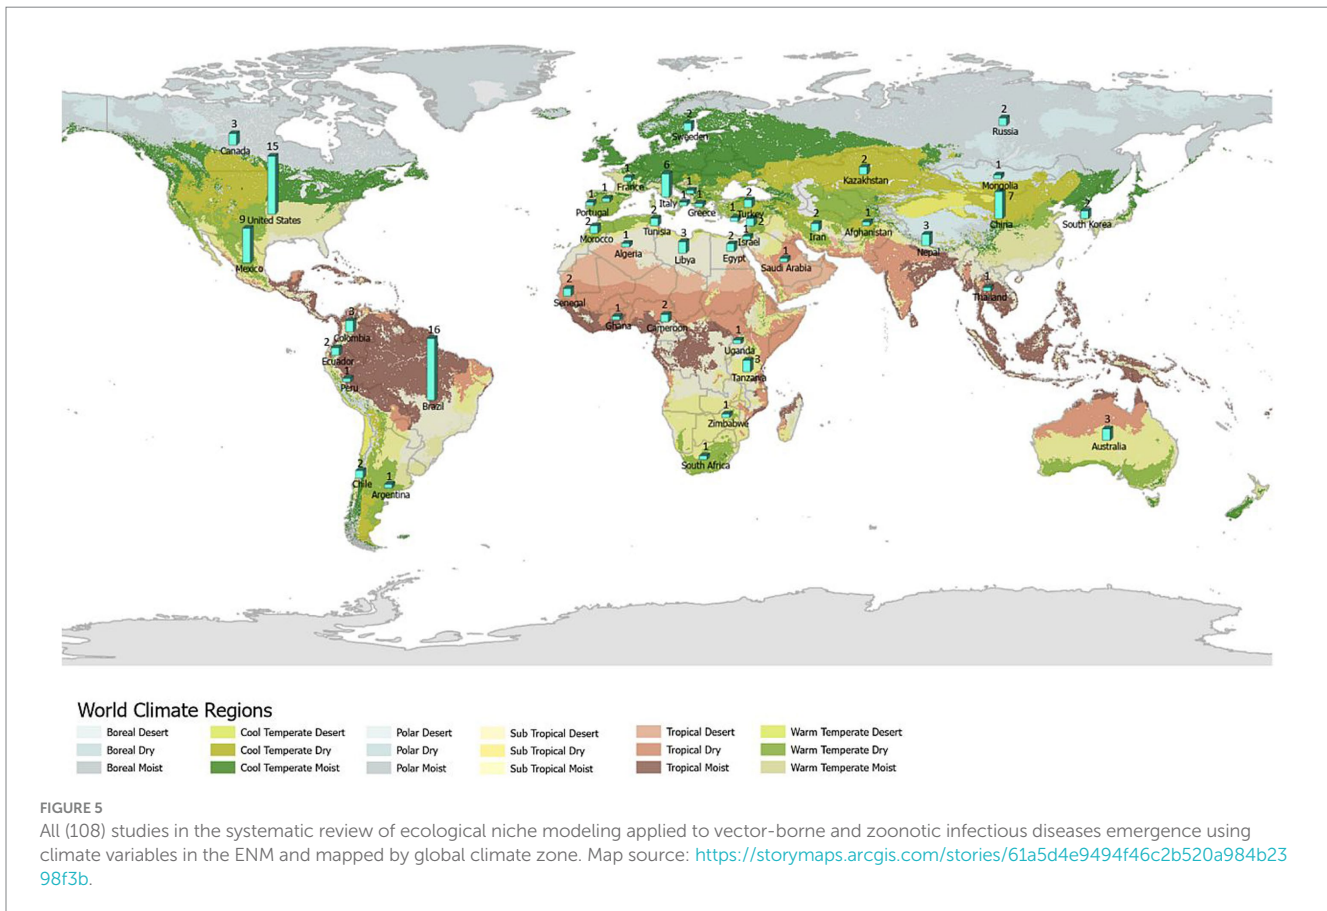 3
Canada
15
United States
9
Mexico
3
Colombia
2
Ecuador
1
Peru
16
Brazil
2
Chile
1
Argentina
2
Sweden
1
France
6
Italy
1
1
Portugal
1
1
1
Greece
2
Turkey
1
2
2
Morocco
2
Tunisia
1
Algeria
3
Libya
2
Egypt
1
Israel
1
Saudi Arabia
2
Iran
1
Afghanistan
2
Kazakhstan
2
Russia
1
Mongolia
7
China
2
South Korea
3
Nepal
1
Thailand
2
Senegal
1
Ghana
2
Cameroon
1
Uganda
3
Tanzania
1
Zimbabwe
1
South Africa
3
Australia
World Climate Regions
Boreal Desert
Boreal Dry
Boreal Moist
Cool Temperate Desert
Cool Temperate Dry
Cool Temperate Moist
Polar Desert
Polar Dry
Polar Moist
Sub Tropical Desert
Sub Tropical Dry
Sub Tropical Moist
Tropical Desert
Tropical Dry
Tropical Moist
Warm Temperate Desert
Warm Temperate Dry
Warm Temperate Moist
FIGURE 5
All (108) studies in the systematic review of ecological niche modeling applied to vector-borne and zoonotic infectious diseases emergence using
climate variables in the ENM and mapped by global climate zone. Map source: https://storymaps.arcgis.com/stories/61a5d4e9494f46c2b520a984b23
98f3b.